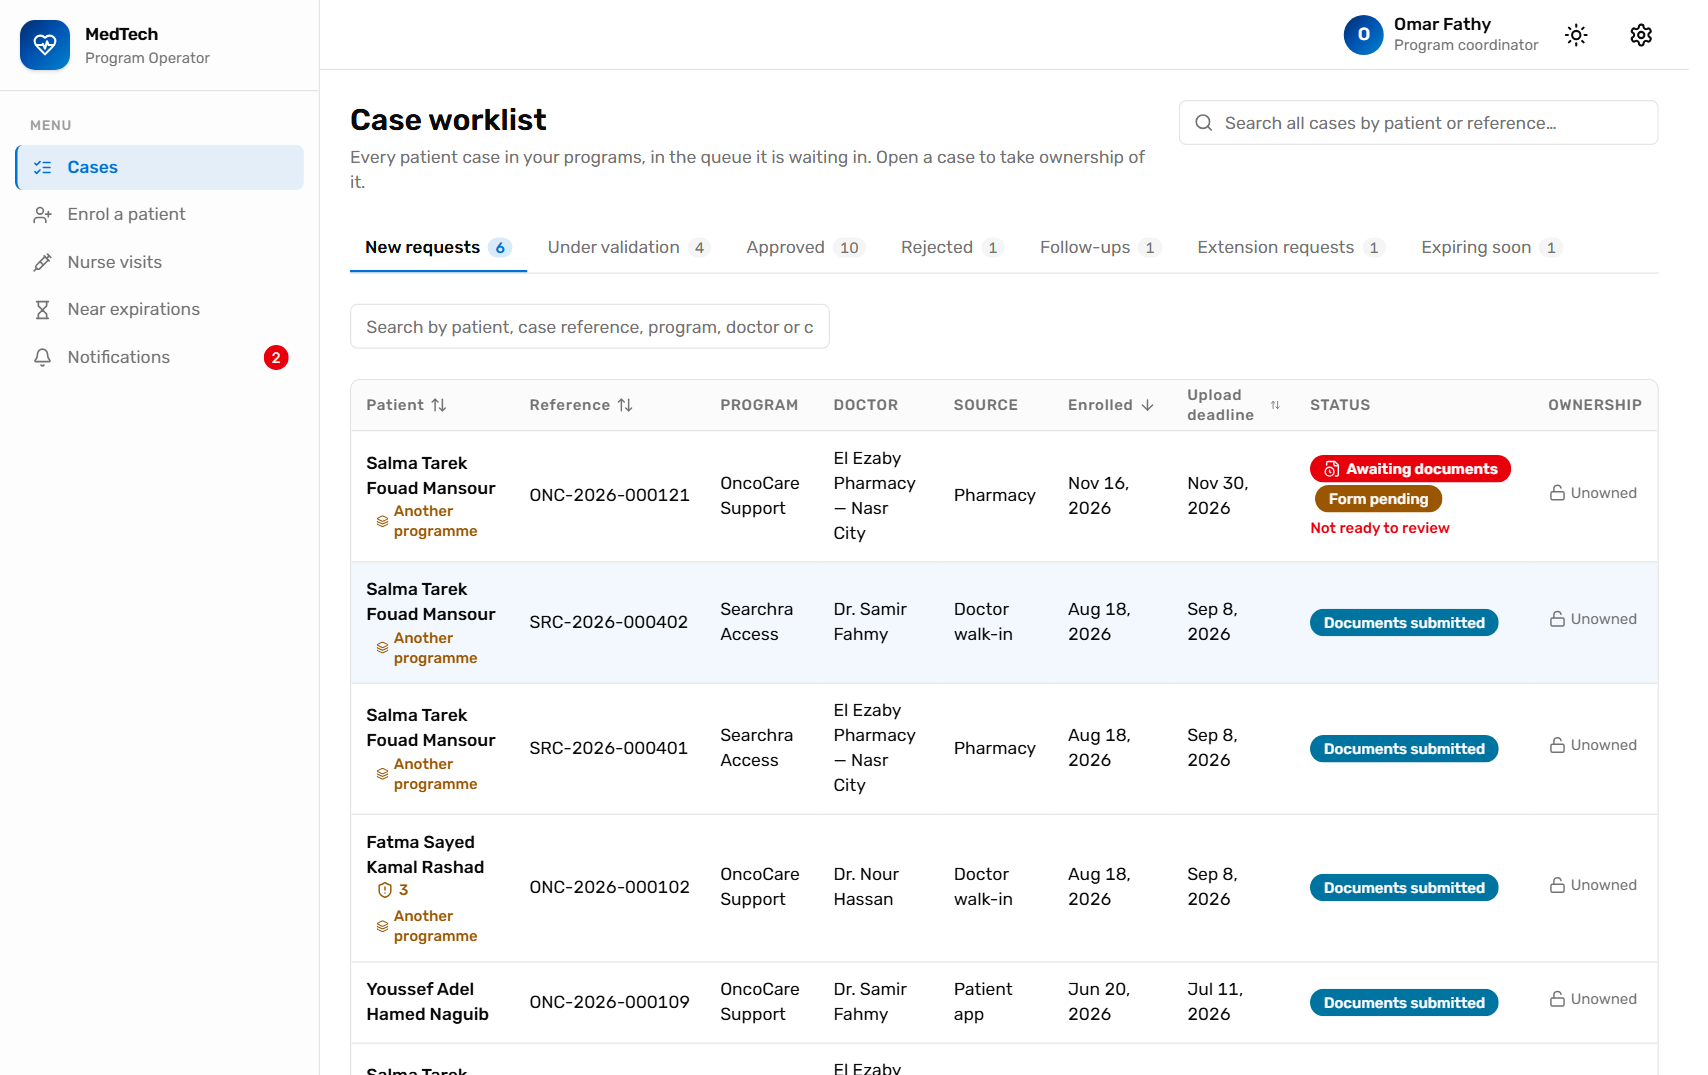 MedTech
Program Operator
MENU
Cases
Enrol a patient
Nurse visits
Near expirations
Notifications
2
O
Omar Fathy
Program coordinator
Case worklist
Every patient case in your programs, in the queue it is waiting in. Open a case to take ownership of
it.
Search all cases by patient or reference...
New requests 6
Under validation 4
Approved 10
Rejected 1
Follow-ups 1
Extension requests 1
Expiring soon 1
Search by patient, case reference, program, doctor or c
Patient
Reference
PROGRAM
DOCTOR
SOURCE
Enrolled
Upload
deadline
STATUS
OWNERSHIP
Salma Tarek
Fouad Mansour
Another
programme
ONC-2026-000121
OncoCare
Support
El Ezaby
Pharmacy
— Nasr
City
Pharmacy
Nov 16,
2026
Nov 30,
2026
Awaiting documents
Form pending
Not ready to review
Unowned
Salma Tarek
Fouad Mansour
Another
programme
SRC-2026-000402
Searchra
Access
Dr. Samir
Fahmy
Doctor
walk-in
Aug 18,
2026
Sep 8,
2026
Documents submitted
Unowned
Salma Tarek
Fouad Mansour
Another
programme
SRC-2026-000401
Searchra
Access
El Ezaby
Pharmacy
— Nasr
City
Pharmacy
Aug 18,
2026
Sep 8,
2026
Documents submitted
Unowned
Fatma Sayed
Kamal Rashad
3
Another
programme
ONC-2026-000102
OncoCare
Support
Dr. Nour
Hassan
Doctor
walk-in
Aug 18,
2026
Sep 8,
2026
Documents submitted
Unowned
Youssef Adel
Hamed Naguib
ONC-2026-000109
OncoCare
Support
Dr. Samir
Fahmy
Patient
app
Jun 20,
2026
Jul 11,
2026
Documents submitted
Unowned
Salma Tarek
El Ezaby